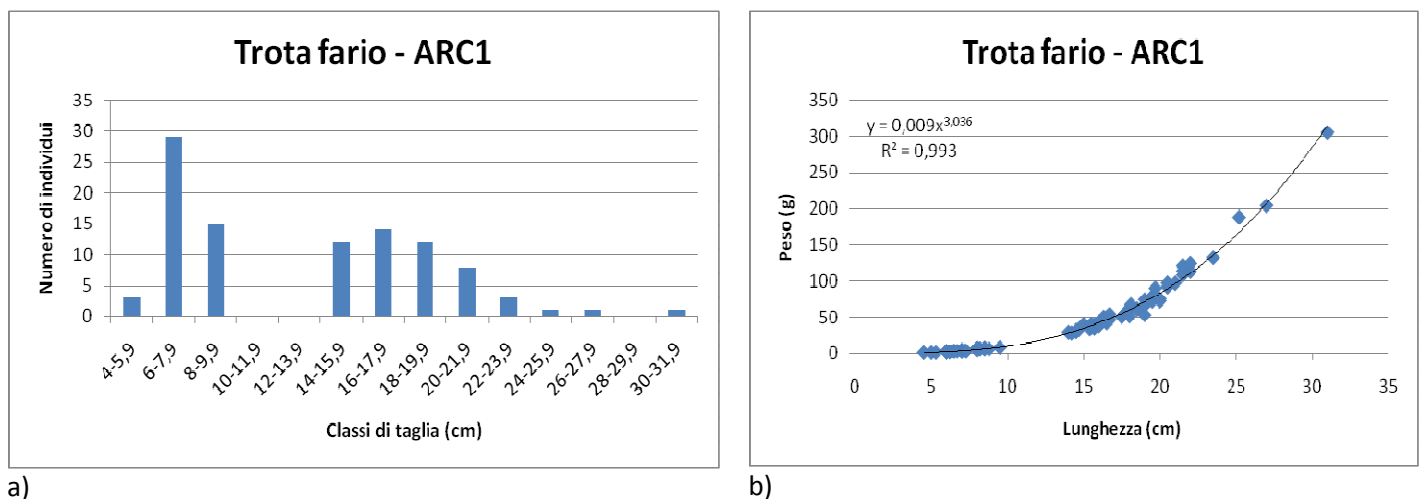 Trota fario - ARC1
Numero di individui
35
30
25
20
15
10
5
0
4-5,9
6-7,9
8-9,9
10-11,9
12-13,9
14-15,9
16-17,9
18-19,9
20-21,9
22-23,9
24-25,9
26-27,9
28-29,9
30-31,9
Classi di taglia (cm)
a)
Trota fario - ARC1
Peso (g)
350
300
250
200
150
100
50
0
y = 0,009x^3,036
R² = 0,993
0 5 10 15 20 25 30 35
Lunghezza (cm)
b)